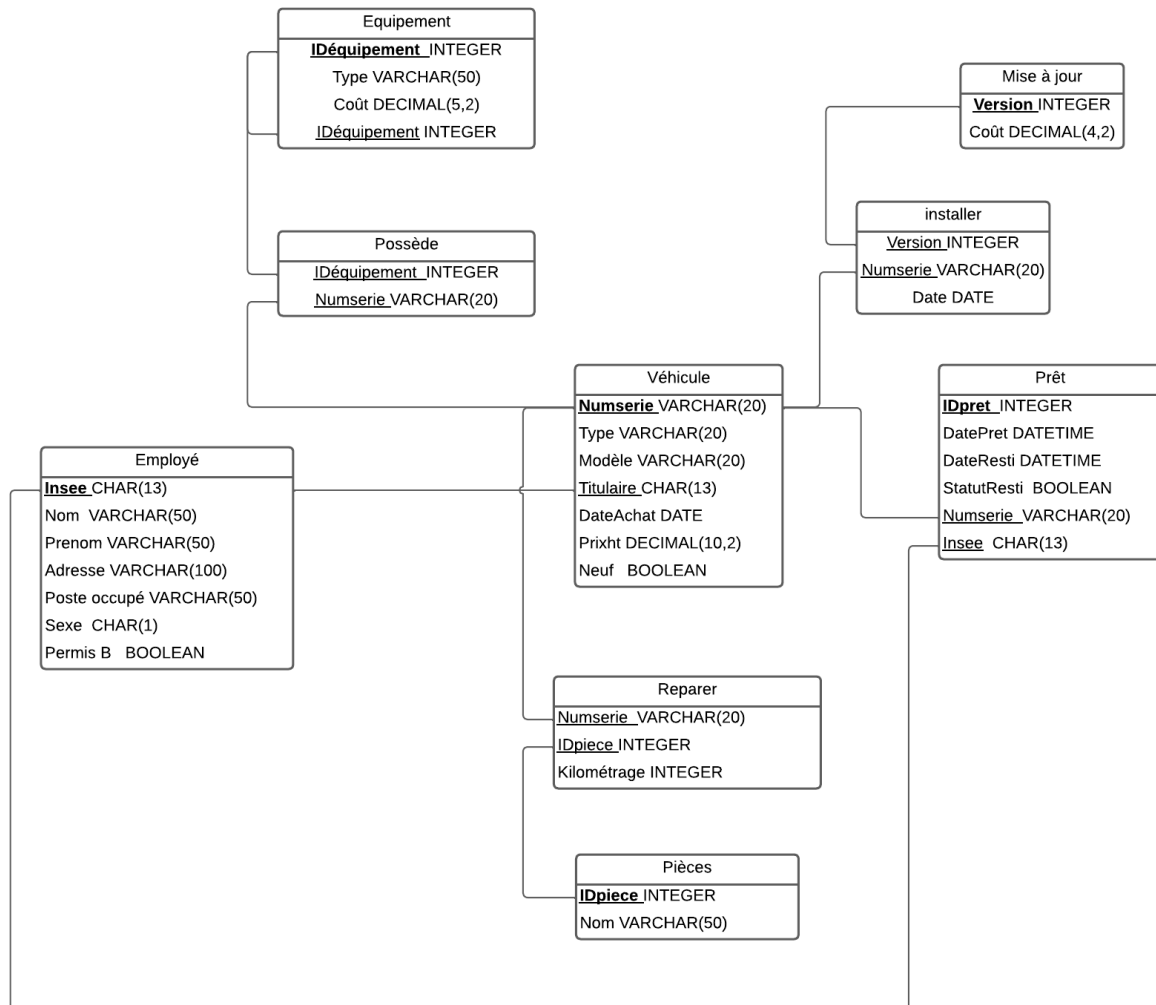 Equipement
IDéquipement INTEGER
Type VARCHAR(50)
Coût DECIMAL(5,2)
IDéquipement INTEGER
Mise à jour
Version INTEGER
Coût DECIMAL(4,2)
installer
Version INTEGER
Numserie VARCHAR(20)
Date DATE
Possède
IDéquipement INTEGER
Numserie VARCHAR(20)
Véhicule
Numserie VARCHAR(20)
Type VARCHAR(20)
Modèle VARCHAR(20)
Titulaire CHAR(13)
DateAchat DATE
Prixht DECIMAL(10,2)
Neuf BOOLEAN
Prêt
IDpret INTEGER
DatePret DATETIME
DateResti DATETIME
StatutResti BOOLEAN
Numserie VARCHAR(20)
Insee CHAR(13)
Employé
Insee CHAR(13)
Nom VARCHAR(50)
Prenom VARCHAR(50)
Adresse VARCHAR(100)
Poste occupé VARCHAR(50)
Sexe CHAR(1)
Permis B BOOLEAN
Reparer
Numserie VARCHAR(20)
IDpiece INTEGER
Kilométrage INTEGER
Pièces
IDpiece INTEGER
Nom VARCHAR(50)